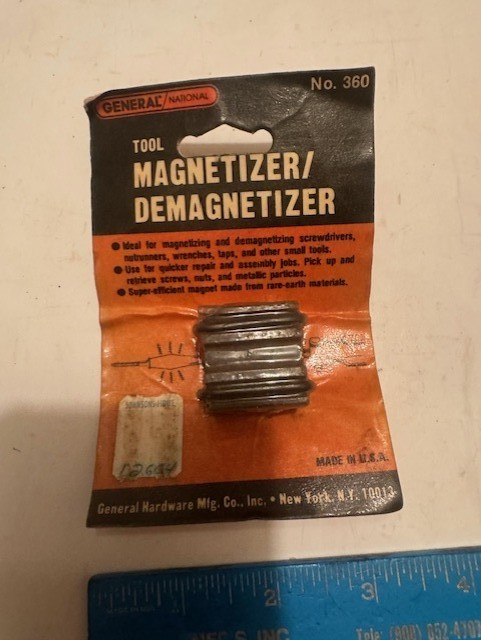 GENERAL/NATIONAL
No. 360
TOOL
MAGNETIZER/
DEMAGNETIZER
● Ideal for magnetizing and demagnetizing screwdrivers,
nutrunners, wrenches, taps, and other small tools.
● Use for quicker repair and assembly jobs. Pick up and
retrieve screws, nuts, and metallic particles.
● Super-efficient magnet made from rare-earth materials.
MADE IN U.S.A.
General Hardware Mfg. Co., Inc. • New York, N.Y. 10013
2 3 4
INC